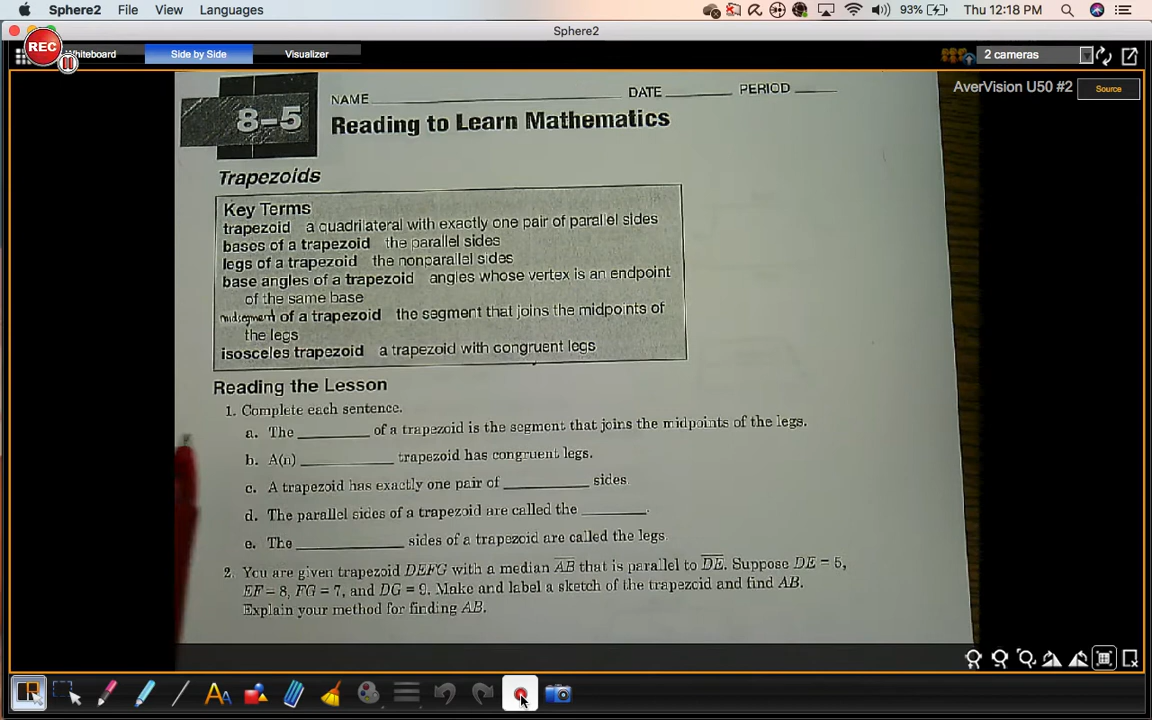 Sphere2 File View Languages 93% Thu 12:18 PM
Sphere2
REC Whiteboard Side by Side Visualizer 2 cameras
AverVision U50 #2 Source
NAME DATE PERIOD
8–5 Reading to Learn Mathematics
Trapezoids
Key Terms
trapezoid a quadrilateral with exactly one pair of parallel sides
bases of a trapezoid the parallel sides
legs of a trapezoid the nonparallel sides
base angles of a trapezoid angles whose vertex is an endpoint
of the same base
midsegment of a trapezoid the segment that joins the midpoints of
the legs
isosceles trapezoid a trapezoid with congruent legs
Reading the Lesson
1. Complete each sentence.
a. The ________ of a trapezoid is the segment that joins the midpoints of the legs.
b. A(n) ________ trapezoid has congruent legs.
c. A trapezoid has exactly one pair of ________ sides.
d. The parallel sides of a trapezoid are called the ________.
e. The ________ sides of a trapezoid are called the legs.
2. You are given trapezoid DEFG with a median AB that is parallel to DE. Suppose DE = 5,
EF = 8, FG = 7, and DG = 9. Make and label a sketch of the trapezoid and find AB.
Explain your method for finding AB.